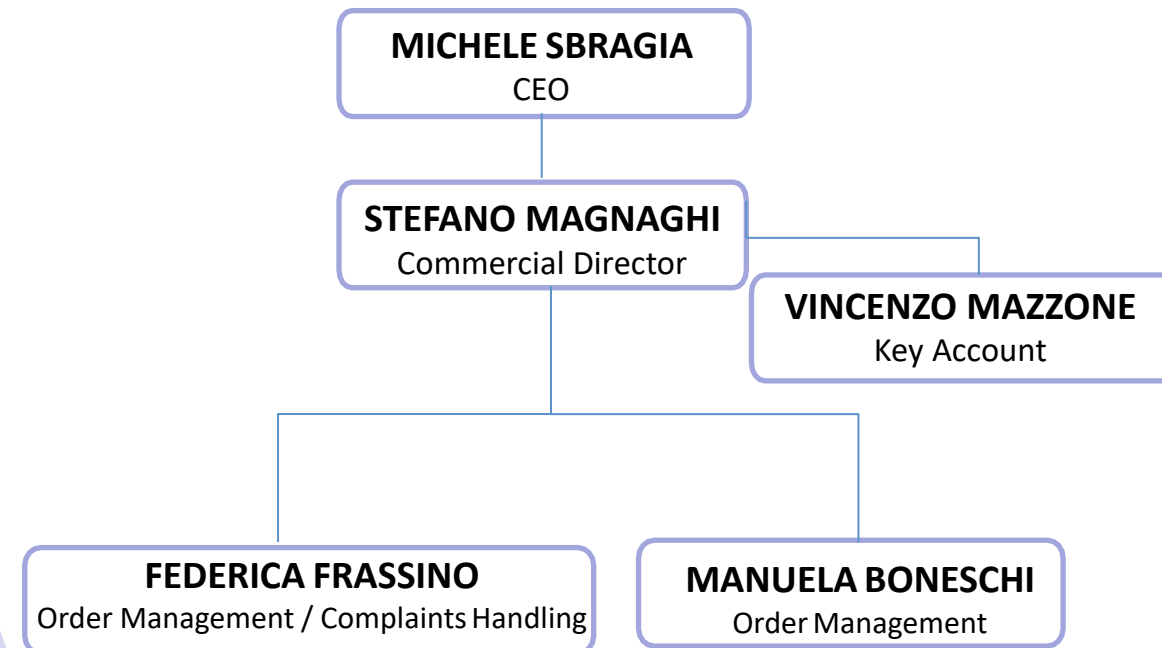 MICHELE SBRAGIA
CEO
STEFANO MAGNAGHI
Commercial Director
VINCENZO MAZZONE
Key Account
FEDERICA FRASSINO
Order Management / Complaints Handling
MANUELA BONESCHI
Order Management